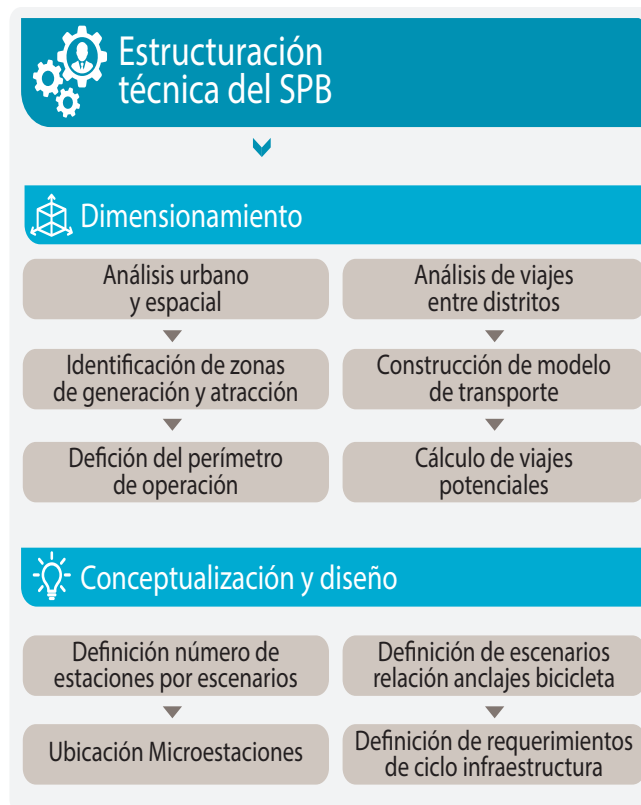 Estructuración
técnica del SPB
Dimensionamiento
Análisis urbano
y espacial
Análisis de viajes
entre distritos
Identificación de zonas
de generación y atracción
Construcción de modelo
de transporte
Defición del perímetro
de operación
Cálculo de viajes
potenciales
Conceptualización y diseño
Definición número de
estaciones por escenarios
Definición de escenarios
relación anclajes bicicleta
Ubicación Microestaciones
Definición de requerimientos
de ciclo infraestructura